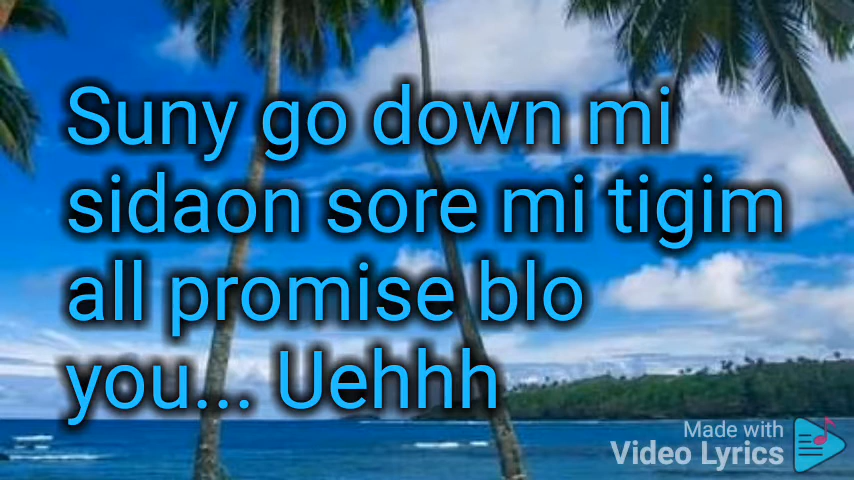 Suny go down mi
sidaon sore mi tigim
all promise blo
you... Uehhh
Made with
Video Lyrics